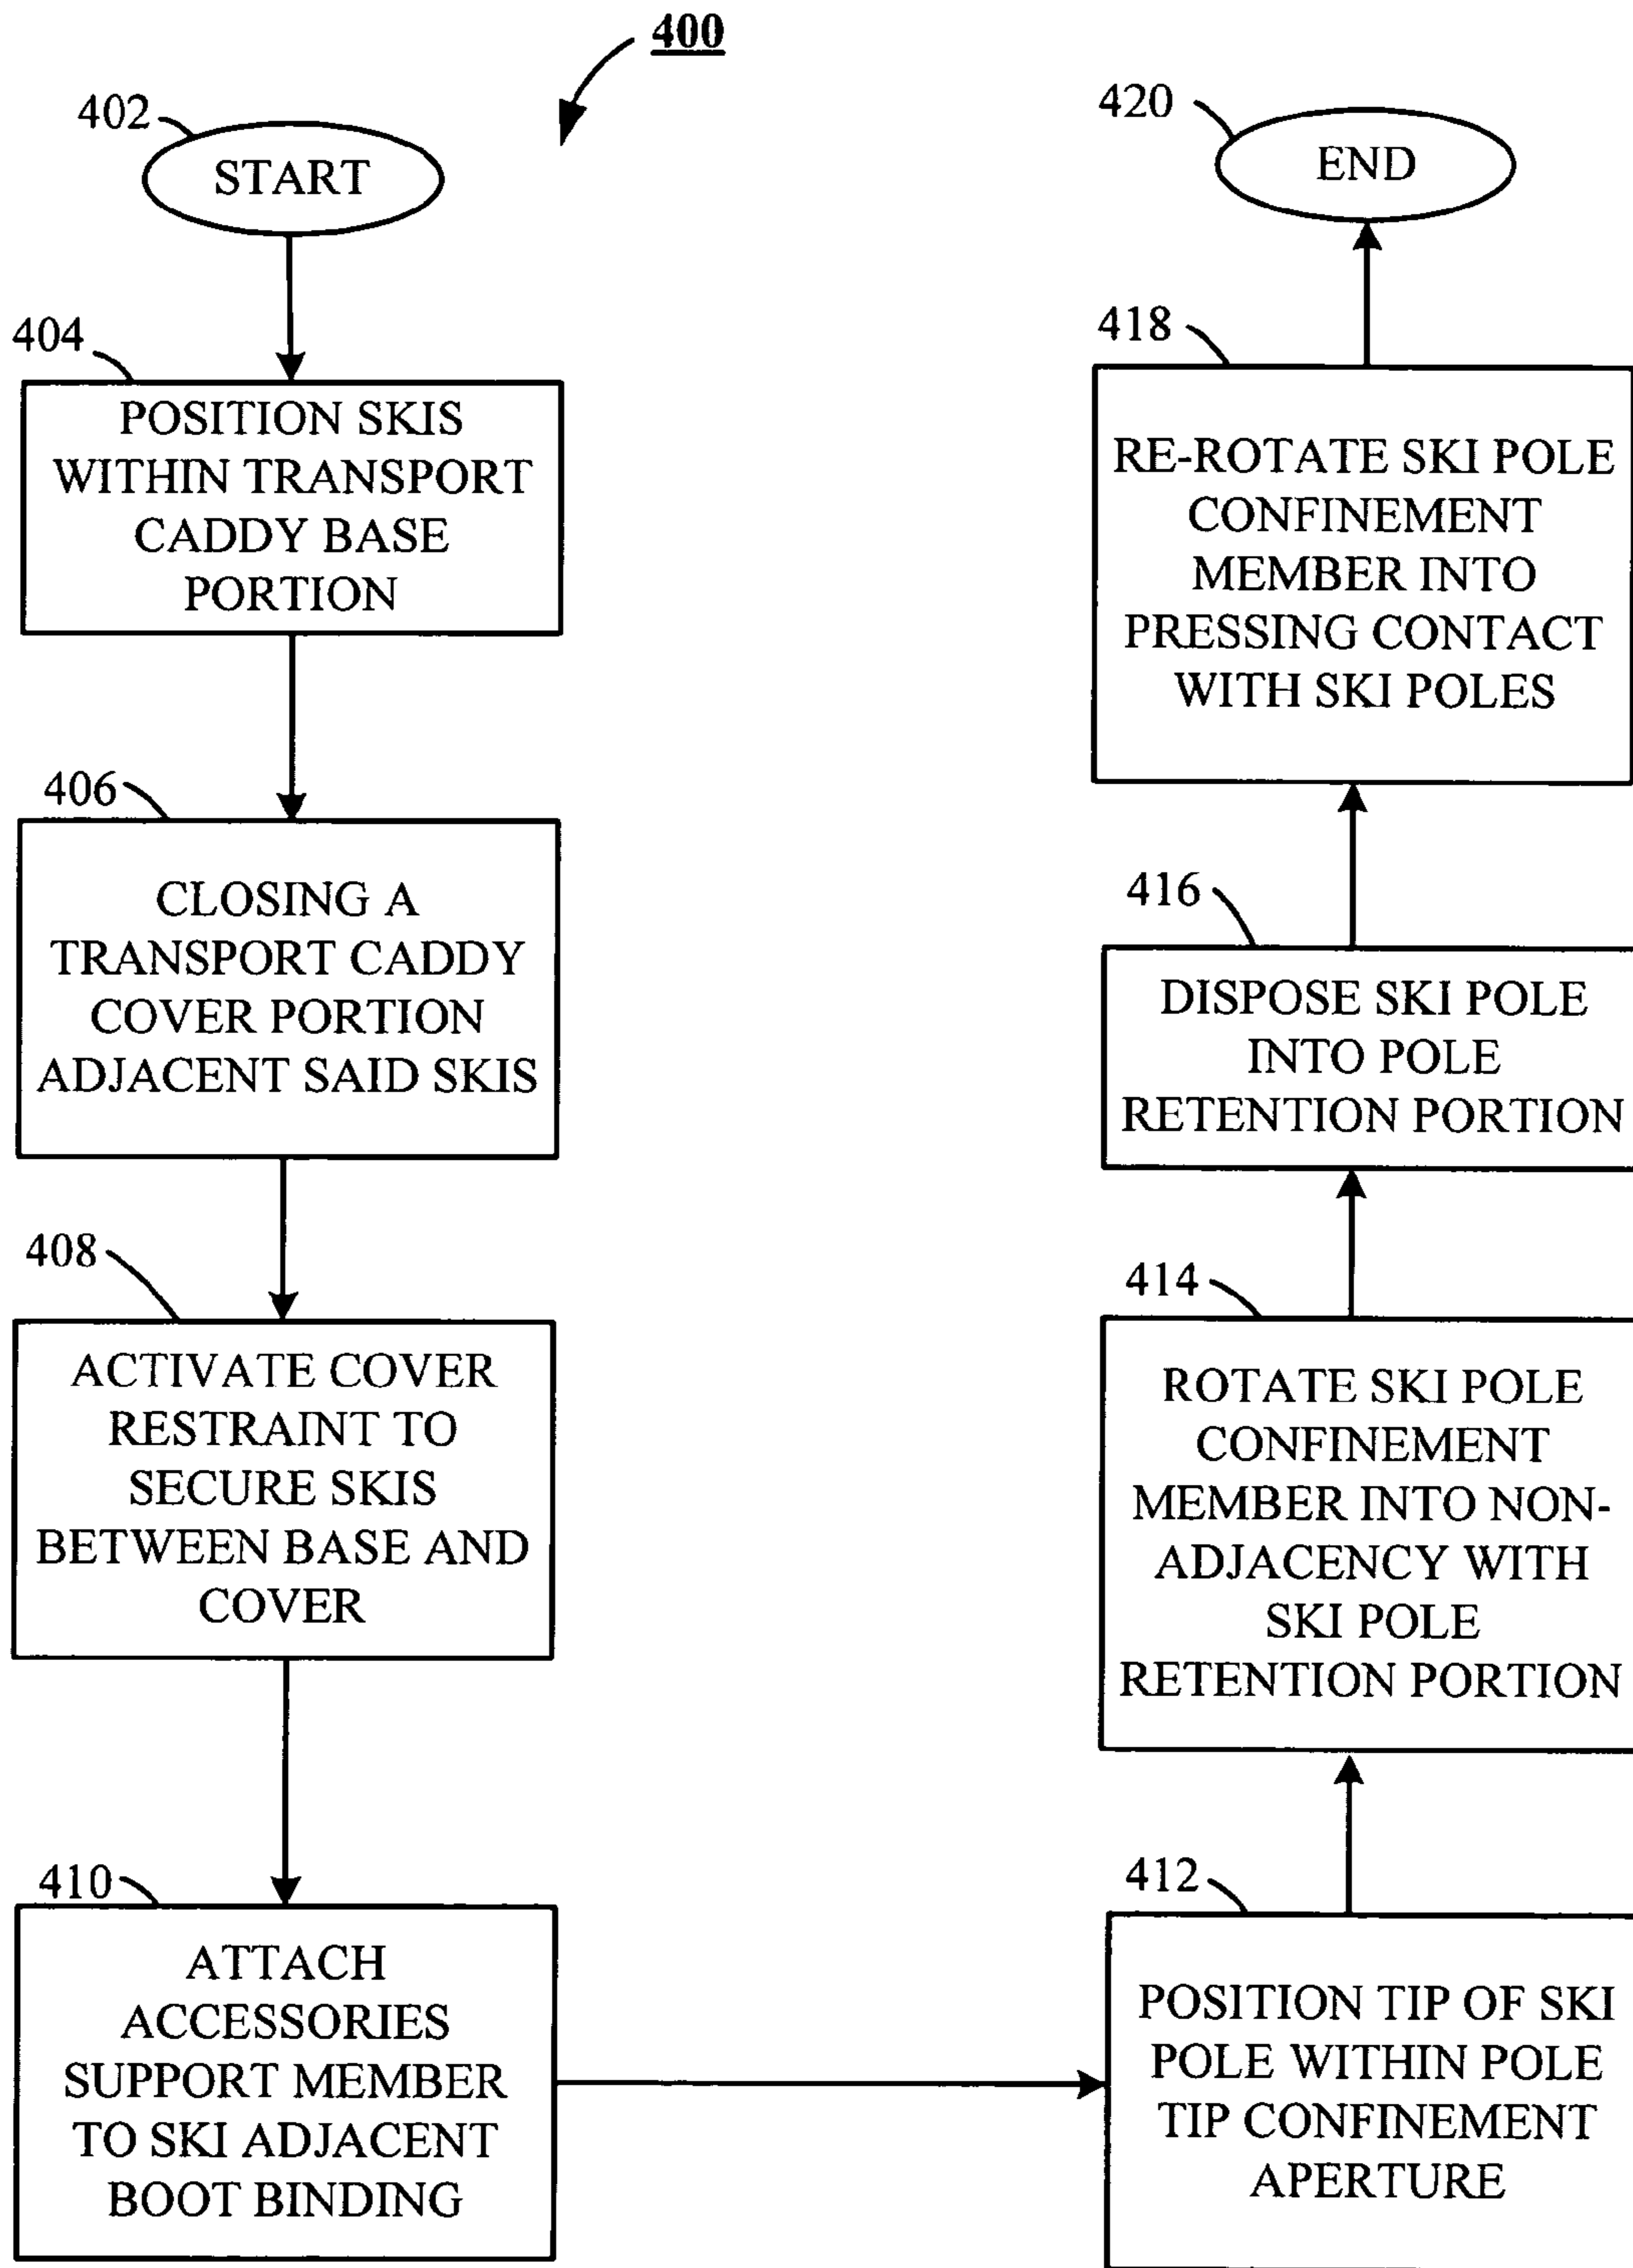 400
402
START
404
POSITION SKIS
WITHIN TRANSPORT
CADDY BASE
PORTION
406
CLOSING A
TRANSPORT CADDY
COVER PORTION
ADJACENT SAID SKIS
408
ACTIVATE COVER
RESTRAINT TO
SECURE SKIS
BETWEEN BASE AND
COVER
410
ATTACH
ACCESSORIES
SUPPORT MEMBER
TO SKI ADJACENT
BOOT BINDING
412
POSITION TIP OF SKI
POLE WITHIN POLE
TIP CONFINEMENT
APERTURE
414
ROTATE SKI POLE
CONFINEMENT
MEMBER INTO NON-
ADJACENCY WITH
SKI POLE
RETENTION PORTION
416
DISPOSE SKI POLE
INTO POLE
RETENTION PORTION
418
RE-ROTATE SKI POLE
CONFINEMENT
MEMBER INTO
PRESSING CONTACT
WITH SKI POLES
420
END